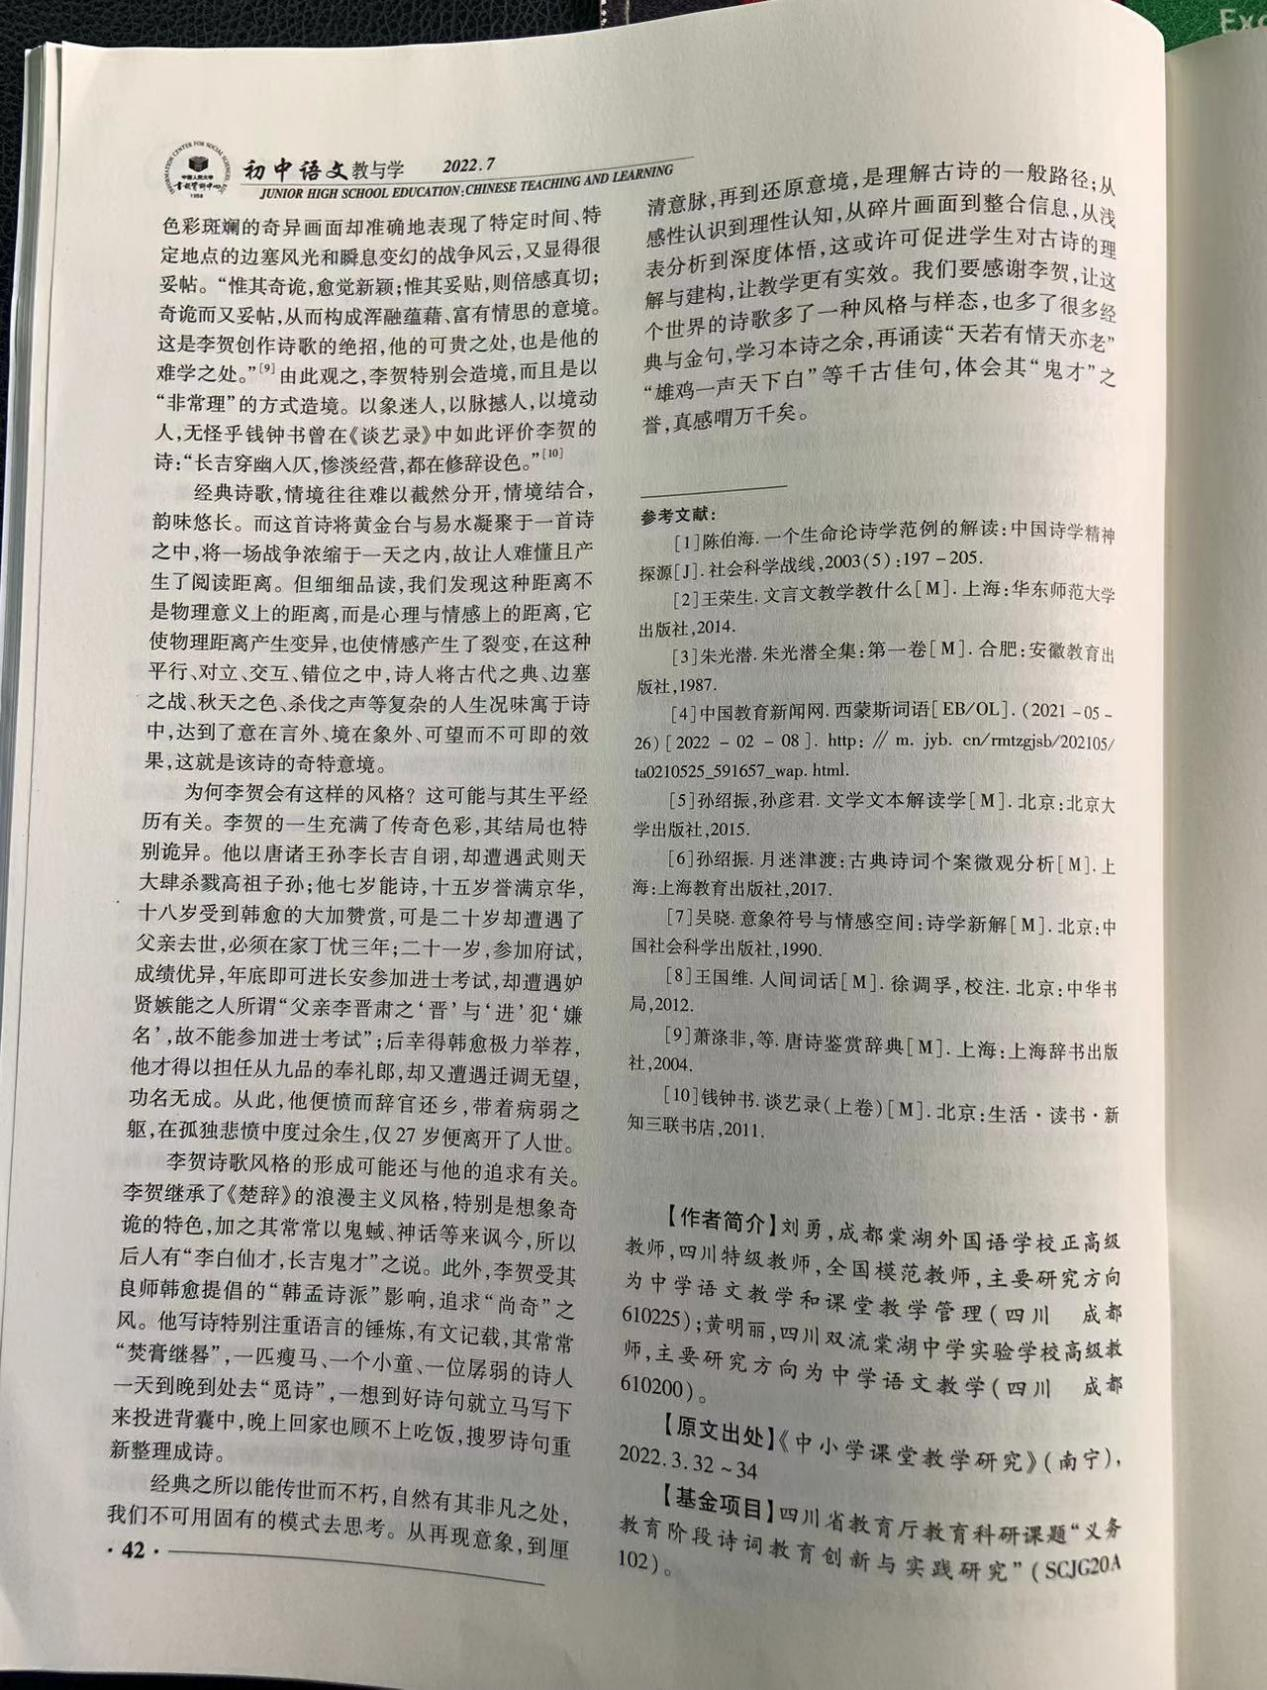 Exc
初中语文教与学 2022.7
JUNIOR HIGH SCHOOL EDUCATION:CHINESE TEACHING AND LEARNING
色彩斑斓的奇异画面却准确地表现了特定时间、特
定地点的边塞风光和瞬息变幻的战争风云,又显得很
妥帖。“惟其奇诡,愈觉新颖;惟其妥贴,则倍感真切;
奇诡而又妥帖,从而构成浑融蕴藉、富有情思的意境。
这是李贺创作诗歌的绝招,他的可贵之处,也是他的
难学之处。”[9]由此观之,李贺特别会造境,而且是以
“非常理”的方式造境。以象迷人,以脉撼人,以境动
人,无怪乎钱钟书曾在《谈艺录》中如此评价李贺的
诗:“长吉穿幽入仄,惨淡经营,都在修辞设色。”[10]
经典诗歌,情境往往难以截然分开,情境结合,
韵味悠长。而这首诗将黄金台与易水凝聚于一首诗
之中,将一场战争浓缩于一天之内,故让人难懂且产
生了阅读距离。但细细品读,我们发现这种距离不
是物理意义上的距离,而是心理与情感上的距离,它
使物理距离产生变异,也使情感产生了裂变,在这种
平行、对立、交互、错位之中,诗人将古代之典、边塞
之战、秋天之色、杀伐之声等复杂的人生况味寓于诗
中,达到了意在言外、境在象外、可望而不可即的效
果,这就是该诗的奇特意境。
为何李贺会有这样的风格?这可能与其生平经
历有关。李贺的一生充满了传奇色彩,其结局也特
别诡异。他以唐诸王孙李长吉自诩,却遭遇武则天
大肆杀戮高祖子孙;他七岁能诗,十五岁誉满京华,
十八岁受到韩愈的大加赞赏,可是二十岁却遭遇了
父亲去世,必须在家丁忧三年;二十一岁,参加府试,
成绩优异,年底即可进长安参加进士考试,却遭遇妒
贤嫉能之人所谓“父亲李晋肃之‘晋’与‘进’犯‘嫌
名’,故不能参加进士考试”;后幸得韩愈极力举荐,
他才得以担任从九品的奉礼郎,却又遭遇迁调无望,
功名无成。从此,他便愤而辞官还乡,带着病弱之
躯,在孤独悲愤中度过余生,仅27岁便离开了人世。
李贺诗歌风格的形成可能还与他的追求有关。
李贺继承了《楚辞》的浪漫主义风格,特别是想象奇
诡的特色,加之其常常以鬼蜮、神话等来讽今,所以
后人有“李白仙才,长吉鬼才”之说。此外,李贺受其
良师韩愈提倡的“韩孟诗派”影响,追求“尚奇”之
风。他写诗特别注重语言的锤炼,有文记载,其常常
“焚膏继晷”,一匹瘦马、一个小童、一位孱弱的诗人
一天到晚到处去“觅诗”,一想到好诗句就立马写下
来投进背囊中,晚上回家也顾不上吃饭,搜罗诗句重
新整理成诗。
经典之所以能传世而不朽,自然有其非凡之处,
我们不可用固有的模式去思考。从再现意象,到厘
·42·
清意脉,再到还原意境,是理解古诗的一般路径;从
感性认识到理性认知,从碎片画面到整合信息,从浅
表分析到深度体悟,这或许可促进学生对古诗的理
解与建构,让教学更有实效。我们要感谢李贺,让这
个世界的诗歌多了一种风格与样态,也多了很多经
典与金句,学习本诗之余,再诵读“天若有情天亦老”
“雄鸡一声天下白”等千古佳句,体会其“鬼才”之
誉,真感喟万千矣。
参考文献:
[1]陈伯海.一个生命论诗学范例的解读:中国诗学精神
探源[J].社会科学战线,2003(5):197-205.
[2]王荣生.文言文教学教什么[M].上海:华东师范大学
出版社,2014.
[3]朱光潜.朱光潜全集:第一卷[M].合肥:安徽教育出
版社,1987.
[4]中国教育新闻网.西蒙斯词语[EB/OL].(2021-05-
26)[2022-02-08].http://m.jyb.cn/rmtzgjsb/202105/
ta0210525_591657_wap.html.
[5]孙绍振,孙彦君.文学文本解读学[M].北京:北京大
学出版社,2015.
[6]孙绍振.月迷津渡:古典诗词个案微观分析[M].上
海:上海教育出版社,2017.
[7]吴晓.意象符号与情感空间:诗学新解[M].北京:中
国社会科学出版社,1990.
[8]王国维.人间词话[M].徐调孚,校注.北京:中华书
局,2012.
[9]萧涤非,等.唐诗鉴赏辞典[M].上海:上海辞书出版
社,2004.
[10]钱钟书.谈艺录(上卷)[M].北京:生活·读书·新
知三联书店,2011.
【作者简介】刘勇,成都棠湖外国语学校正高级
教师,四川特级教师,全国模范教师,主要研究方向
为中学语文教学和课堂教学管理(四川 成都
610225);黄明丽,四川双流棠湖中学实验学校高级教
师,主要研究方向为中学语文教学(四川 成都
610200)。
【原文出处】《中小学课堂教学研究》(南宁),
2022.3.32~34
【基金项目】四川省教育厅教育科研课题“义务
教育阶段诗词教育创新与实践研究”(SCJG20A
102)。